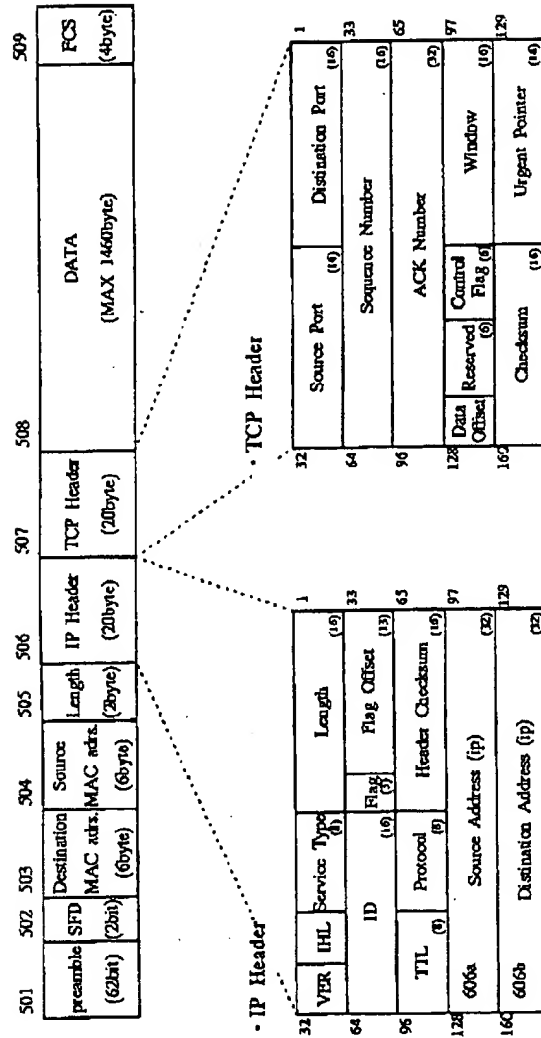 501 502 503 504 505 506 507 508 509
preamble (62bit)
SFD (2bit)
Destination MAC adrs. (6byte)
Source MAC adrs. (6byte)
Length (2byte)
IP Header (20byte)
TCP Header (20byte)
DATA (MAX 1460byte)
FCS (4byte)
· IP Header
32 VER IHL Service Type (8) Length (16) 1
64 ID (16) Flag (3) Flag Offset (13) 33
96 TTL (8) Protocol (8) Header Checksum (16) 65
128 606a Source Address (ip) (32) 97
160 606b Distination Address (ip) (32) 129
· TCP Header
32 Source Port (16) Distination Port (16) 1
64 Sequence Number (16) 33
96 ACK Number (32) 65
128 Data Offset Reserved (6) Control Flag (6) Window (16) 97
160 Checksum (16) Urgent Pointer (16) 129